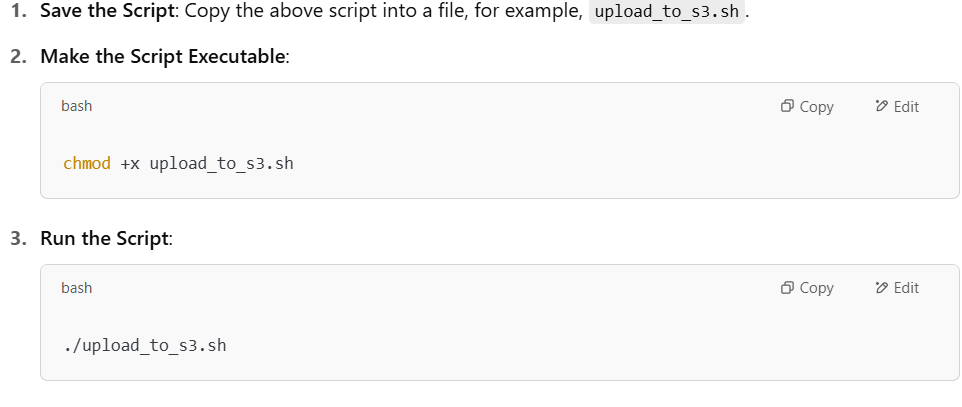 1. Save the Script: Copy the above script into a file, for example, upload_to_s3.sh.
2. Make the Script Executable:
bash Copy Edit
chmod +x upload_to_s3.sh
3. Run the Script:
bash Copy Edit
./upload_to_s3.sh